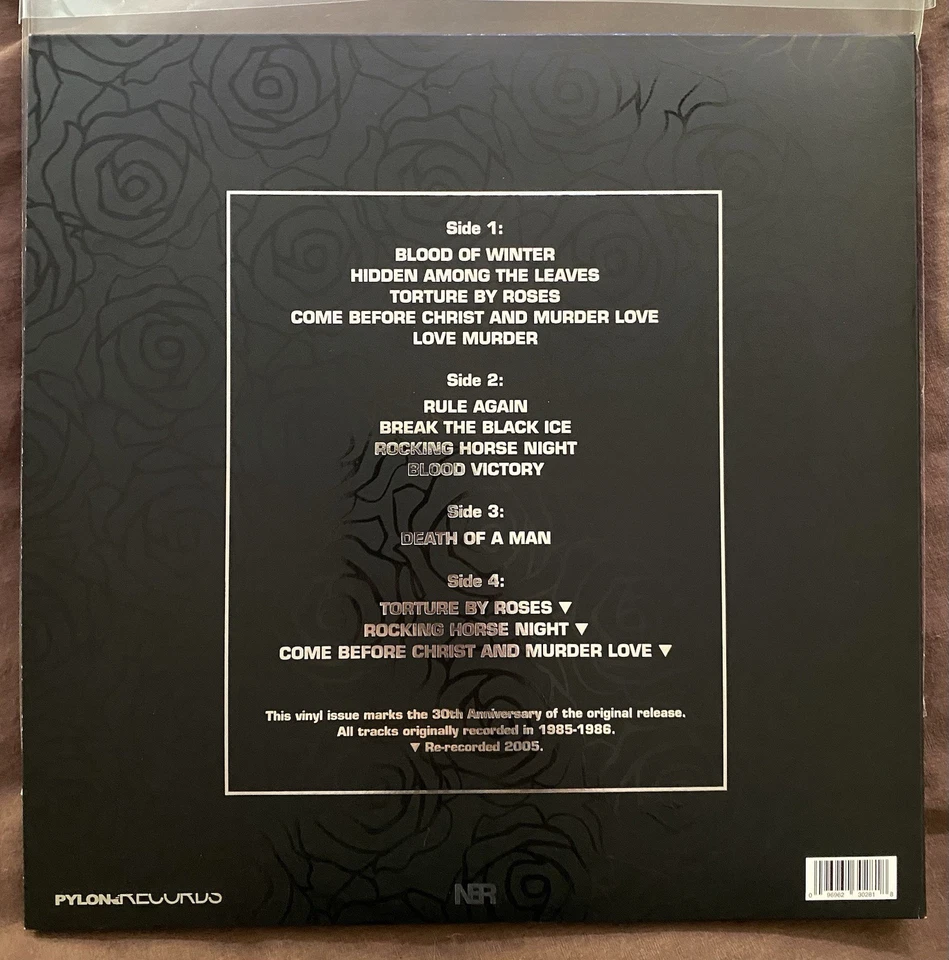 Side 1:
BLOOD OF WINTER
HIDDEN AMONG THE LEAVES
TORTURE BY ROSES
COME BEFORE CHRIST AND MURDER LOVE
LOVE MURDER
Side 2:
RULE AGAIN
BREAK THE BLACK ICE
ROCKING HORSE NIGHT
BLOOD VICTORY
Side 3:
DEATH OF A MAN
Side 4:
TORTURE BY ROSES ▼
ROCKING HORSE NIGHT ▼
COME BEFORE CHRIST AND MURDER LOVE ▼
This vinyl issue marks the 30th Anniversary of the original release.
All tracks originally recorded in 1985-1986.
▼ Re-recorded 2005.
PYLON RECORDS
NER
0 96962 30281 8